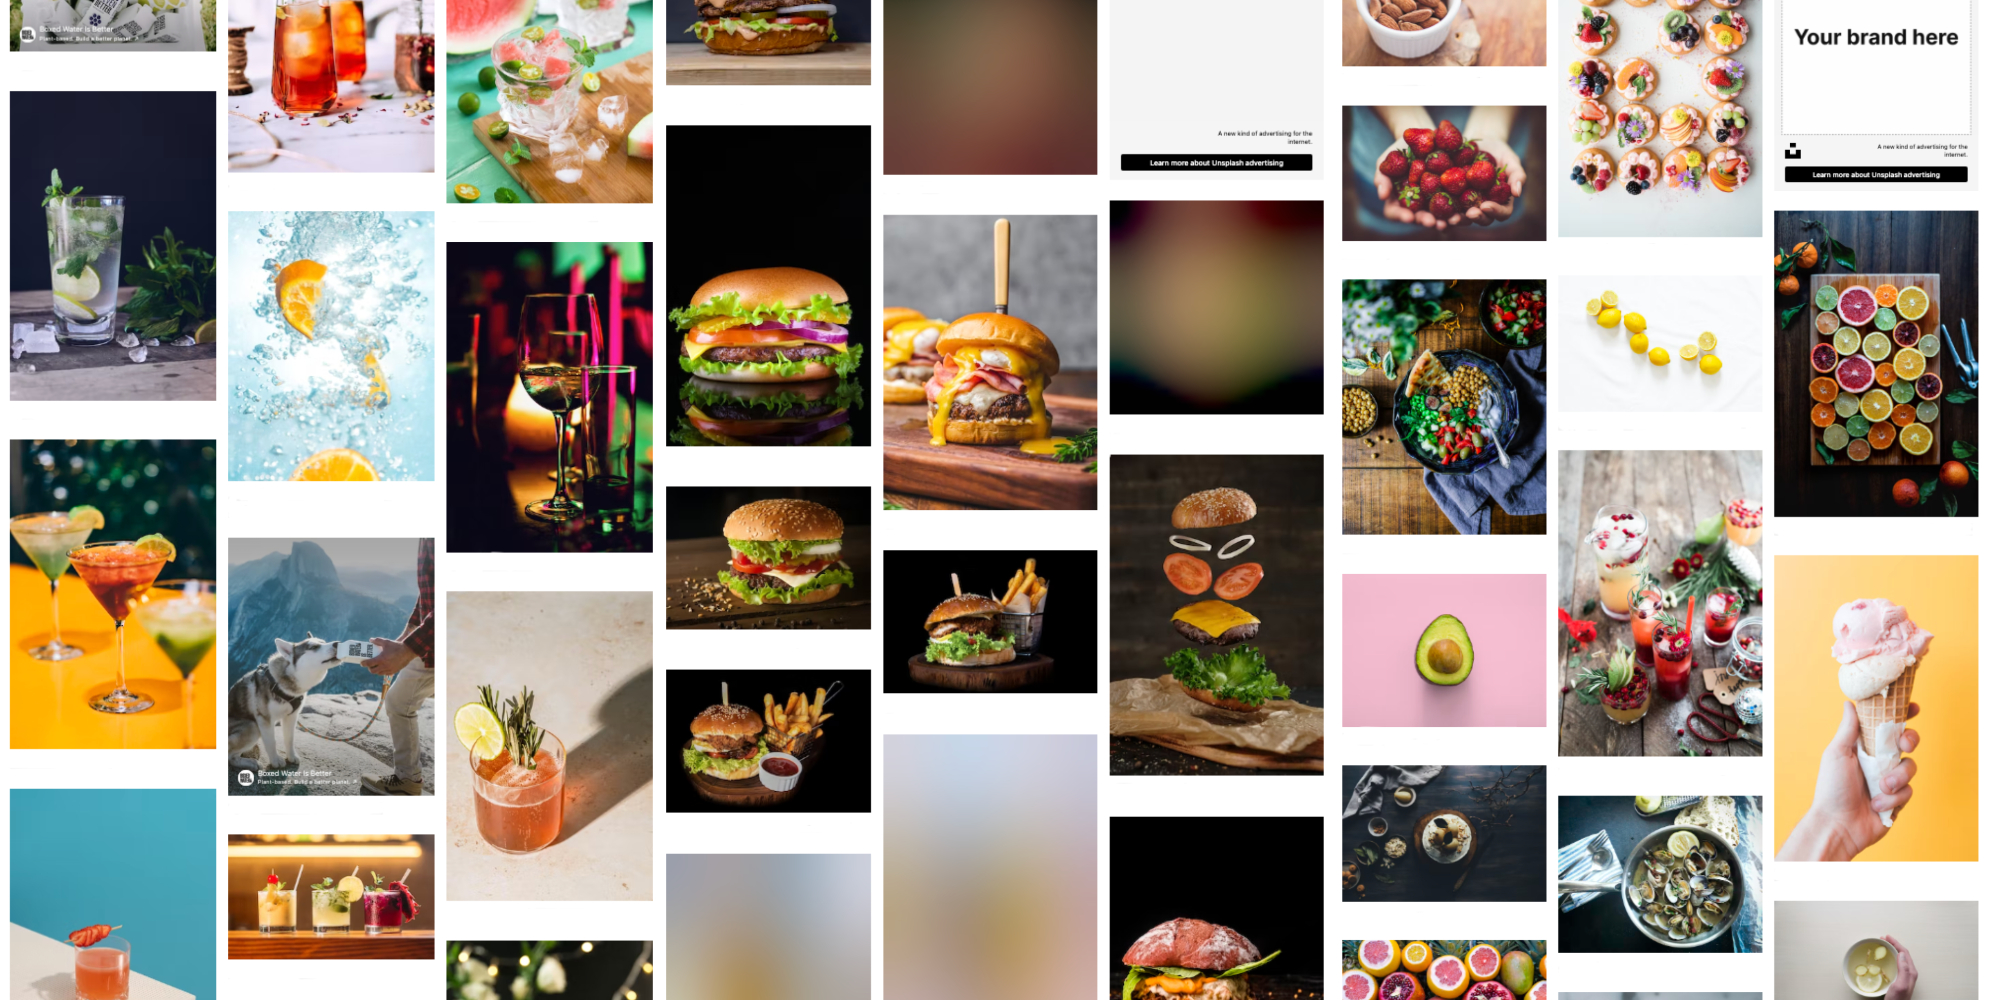 Boxed Water Is Better
Plant-based. Build a better planet. ↗
Boxed Water Is Better
Plant-based. Build a better planet. ↗
A new kind of advertising for the
internet.
Learn more about Unsplash advertising
Your brand here
A new kind of advertising for the
internet.
Learn more about Unsplash advertising